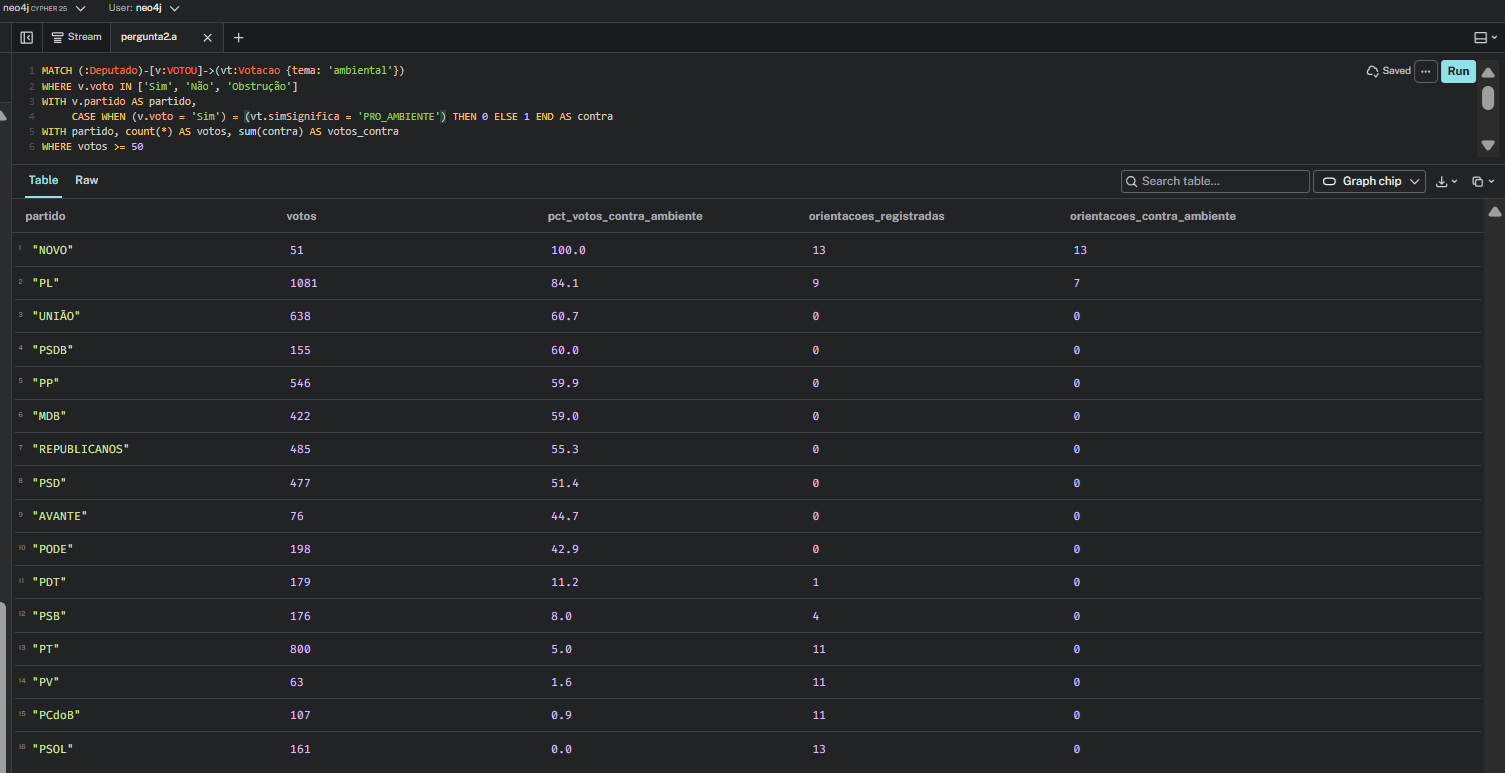 neo4j CYPHER 25 User: neo4j
Stream pergunta2.a
1 MATCH (:Deputado)-[v:VOTOU]->(vt:Votacao {tema: 'ambiental'})
Saved ... Run
2 WHERE v.voto IN ['Sim', 'Não', 'Obstrução']
3 WITH v.partido AS partido,
4 CASE WHEN (v.voto = 'Sim') = (vt.simSignifica = 'PRO_AMBIENTE') THEN 0 ELSE 1 END AS contra
5 WITH partido, count(*) AS votos, sum(contra) AS votos_contra
6 WHERE votos >= 50
Table Raw Search table... Graph chip
partido votos pct_votos_contra_ambiente orientacoes_registradas orientacoes_contra_ambiente
1 "NOVO" 51 100.0 13 13
2 "PL" 1081 84.1 9 7
3 "UNIÃO" 638 60.7 0 0
4 "PSDB" 155 60.0 0 0
5 "PP" 546 59.9 0 0
6 "MDB" 422 59.0 0 0
7 "REPUBLICANOS" 485 55.3 0 0
8 "PSD" 477 51.4 0 0
9 "AVANTE" 76 44.7 0 0
10 "PODE" 198 42.9 0 0
11 "PDT" 179 11.2 1 0
12 "PSB" 176 8.0 4 0
13 "PT" 800 5.0 11 0
14 "PV" 63 1.6 11 0
15 "PCdoB" 107 0.9 11 0
16 "PSOL" 161 0.0 13 0